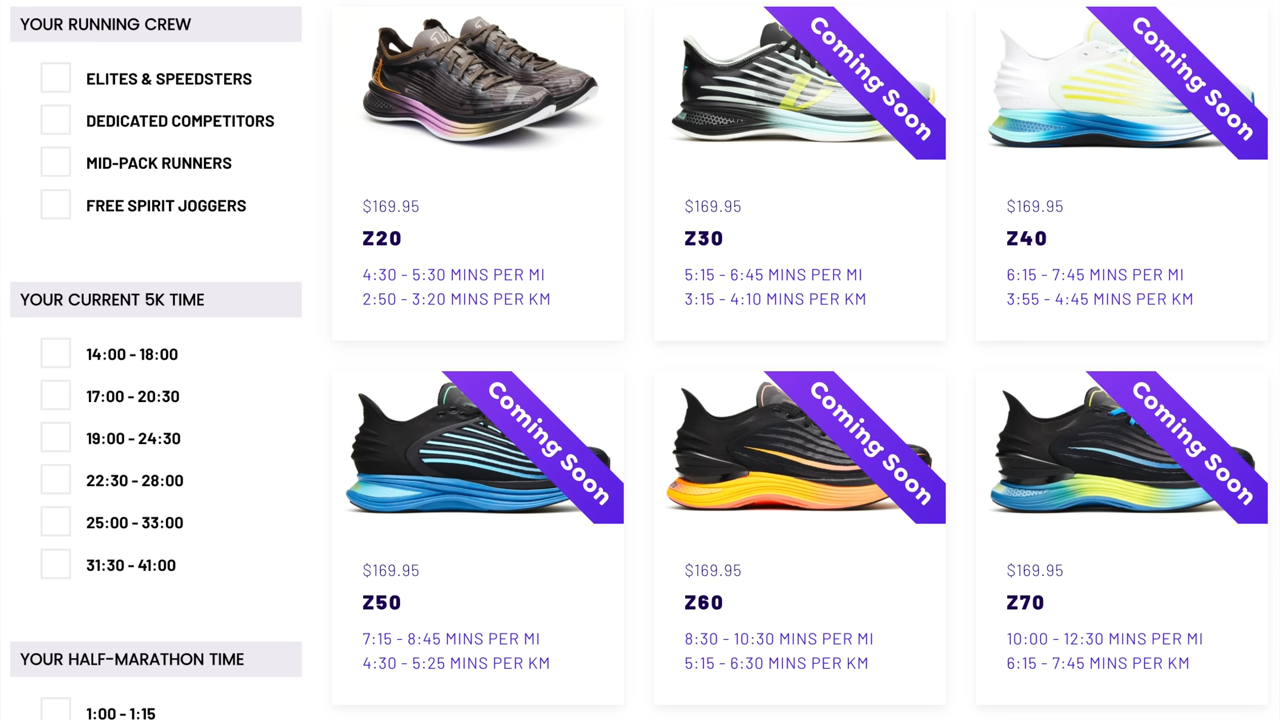 YOUR RUNNING CREW
ELITES & SPEEDSTERS
DEDICATED COMPETITORS
MID-PACK RUNNERS
FREE SPIRIT JOGGERS
YOUR CURRENT 5K TIME
14:00 - 18:00
17:00 - 20:30
19:00 - 24:30
22:30 - 28:00
25:00 - 33:00
31:30 - 41:00
YOUR HALF-MARATHON TIME
1:00 - 1:15
$169.95
Z20
4:30 - 5:30 MINS PER MI
2:50 - 3:20 MINS PER KM
Coming Soon
$169.95
Z30
5:15 - 6:45 MINS PER MI
3:15 - 4:10 MINS PER KM
Coming Soon
$169.95
Z40
6:15 - 7:45 MINS PER MI
3:55 - 4:45 MINS PER KM
Coming Soon
$169.95
Z50
7:15 - 8:45 MINS PER MI
4:30 - 5:25 MINS PER KM
Coming Soon
$169.95
Z60
8:30 - 10:30 MINS PER MI
5:15 - 6:30 MINS PER KM
Coming Soon
$169.95
Z70
10:00 - 12:30 MINS PER MI
6:15 - 7:45 MINS PER KM